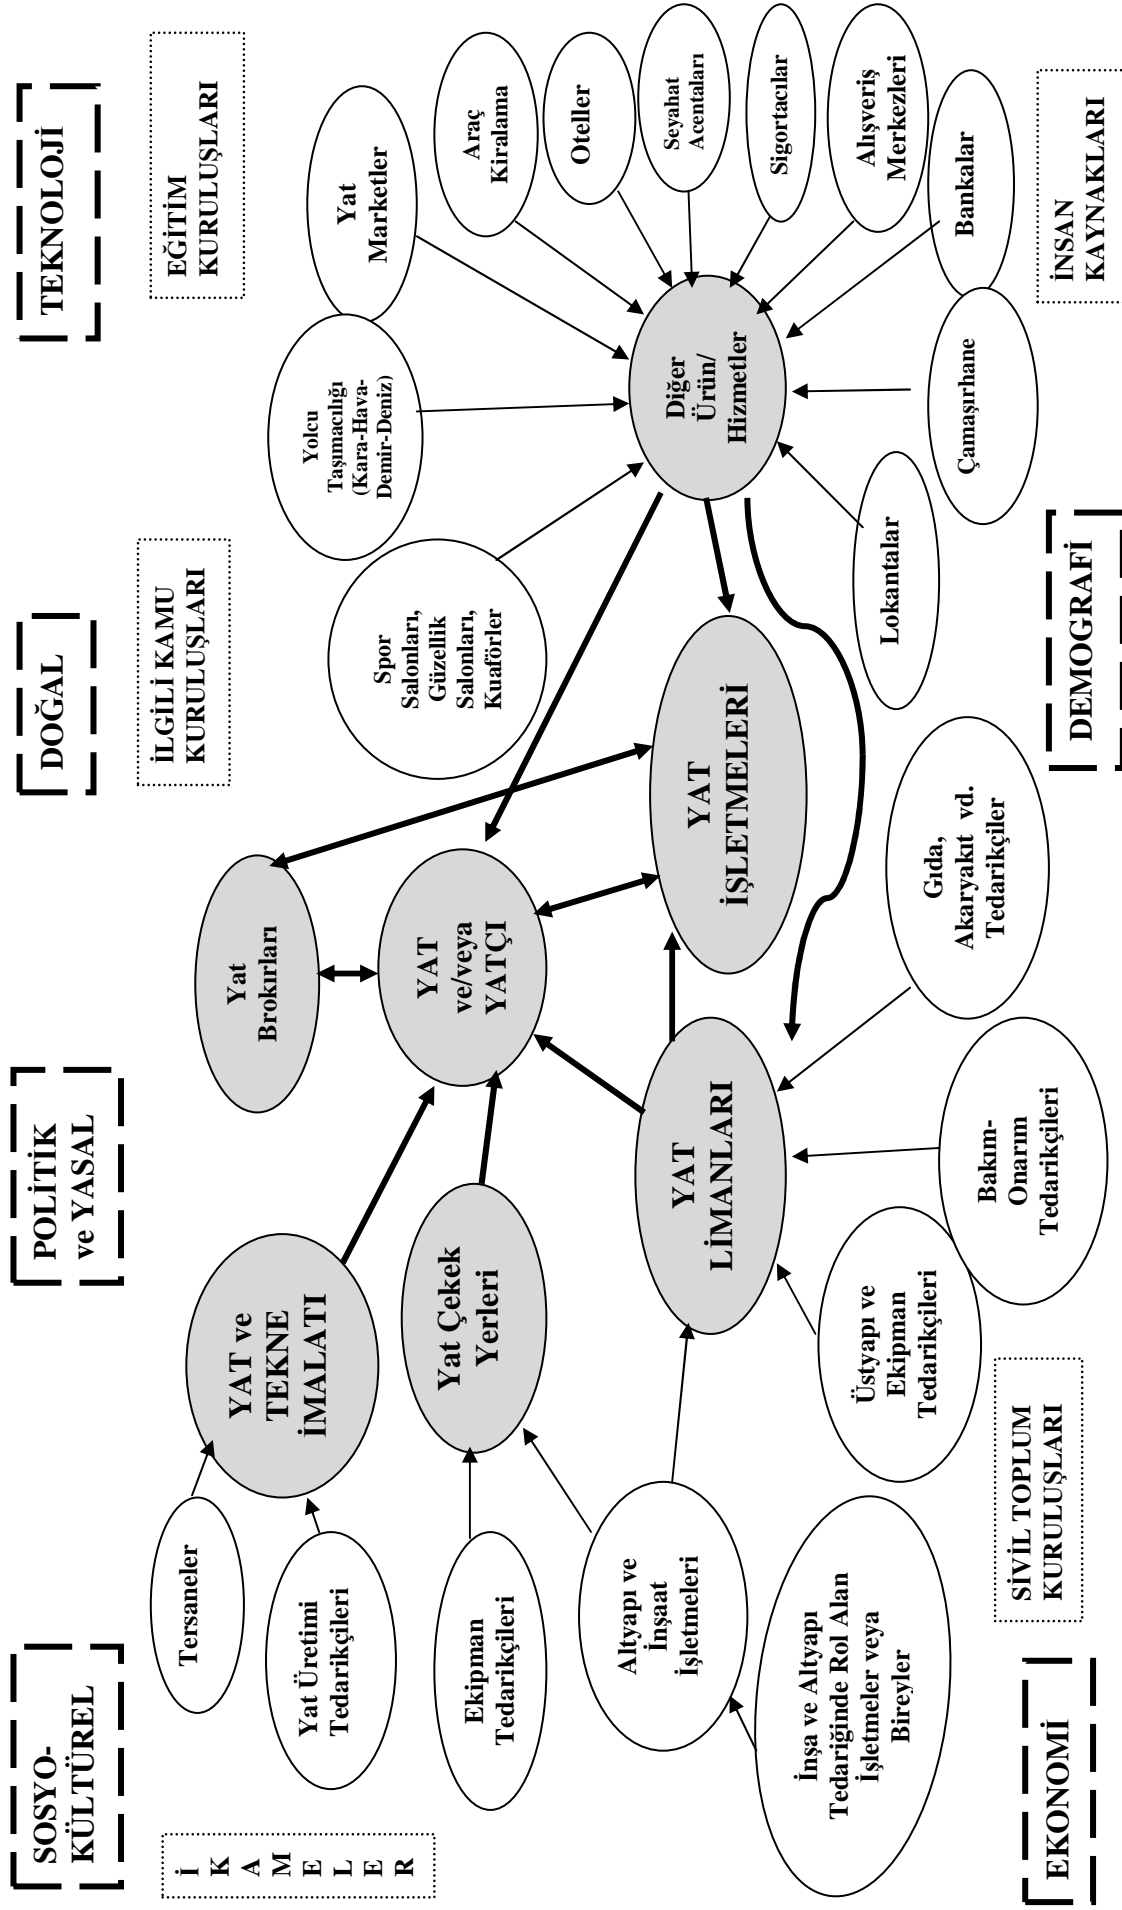 SOSYO-
KÜLTÜREL
POLİTİK
ve YASAL
DOĞAL
TEKNOLOJİ
İ
K
A
M
E
L
E
R
İLGİLİ KAMU
KURULUŞLARI
EĞİTİM
KURULUŞLARI
Tersaneler
YAT ve
TEKNE
İMALATI
Yat
Brokırları
Yat Üretimi
Tedarikçileri
Yat Çekek
Yerleri
YAT
ve/veya
YATÇI
Spor
Salonları,
Güzellik
Salonları,
Kuaförler
Yolcu
Taşımacılığı
(Kara-Hava-
Demir-Deniz)
Yat
Marketler
Araç
Kiralama
Oteller
Seyahat
Acentaları
Sigortacılar
Alışveriş
Merkezleri
Bankalar
Ekipman
Tedarikçileri
Altyapı ve
İnşaat
İşletmeleri
YAT
LİMANLARI
YAT
İŞLETMELERİ
Diğer
Ürün/
Hizmetler
İnşa ve Altyapı
Tedariğinde Rol Alan
İşletmeler veya
Bireyler
Üstyapı ve
Ekipman
Tedarikçileri
Bakım-
Onarım
Tedarikçileri
Gıda,
Akaryakıt vd.
Tedarikçiler
Lokantalar
Çamaşırhane
SİVİL TOPLUM
KURULUŞLARI
İNSAN
KAYNAKLARI
EKONOMİ
DEMOGRAFİ